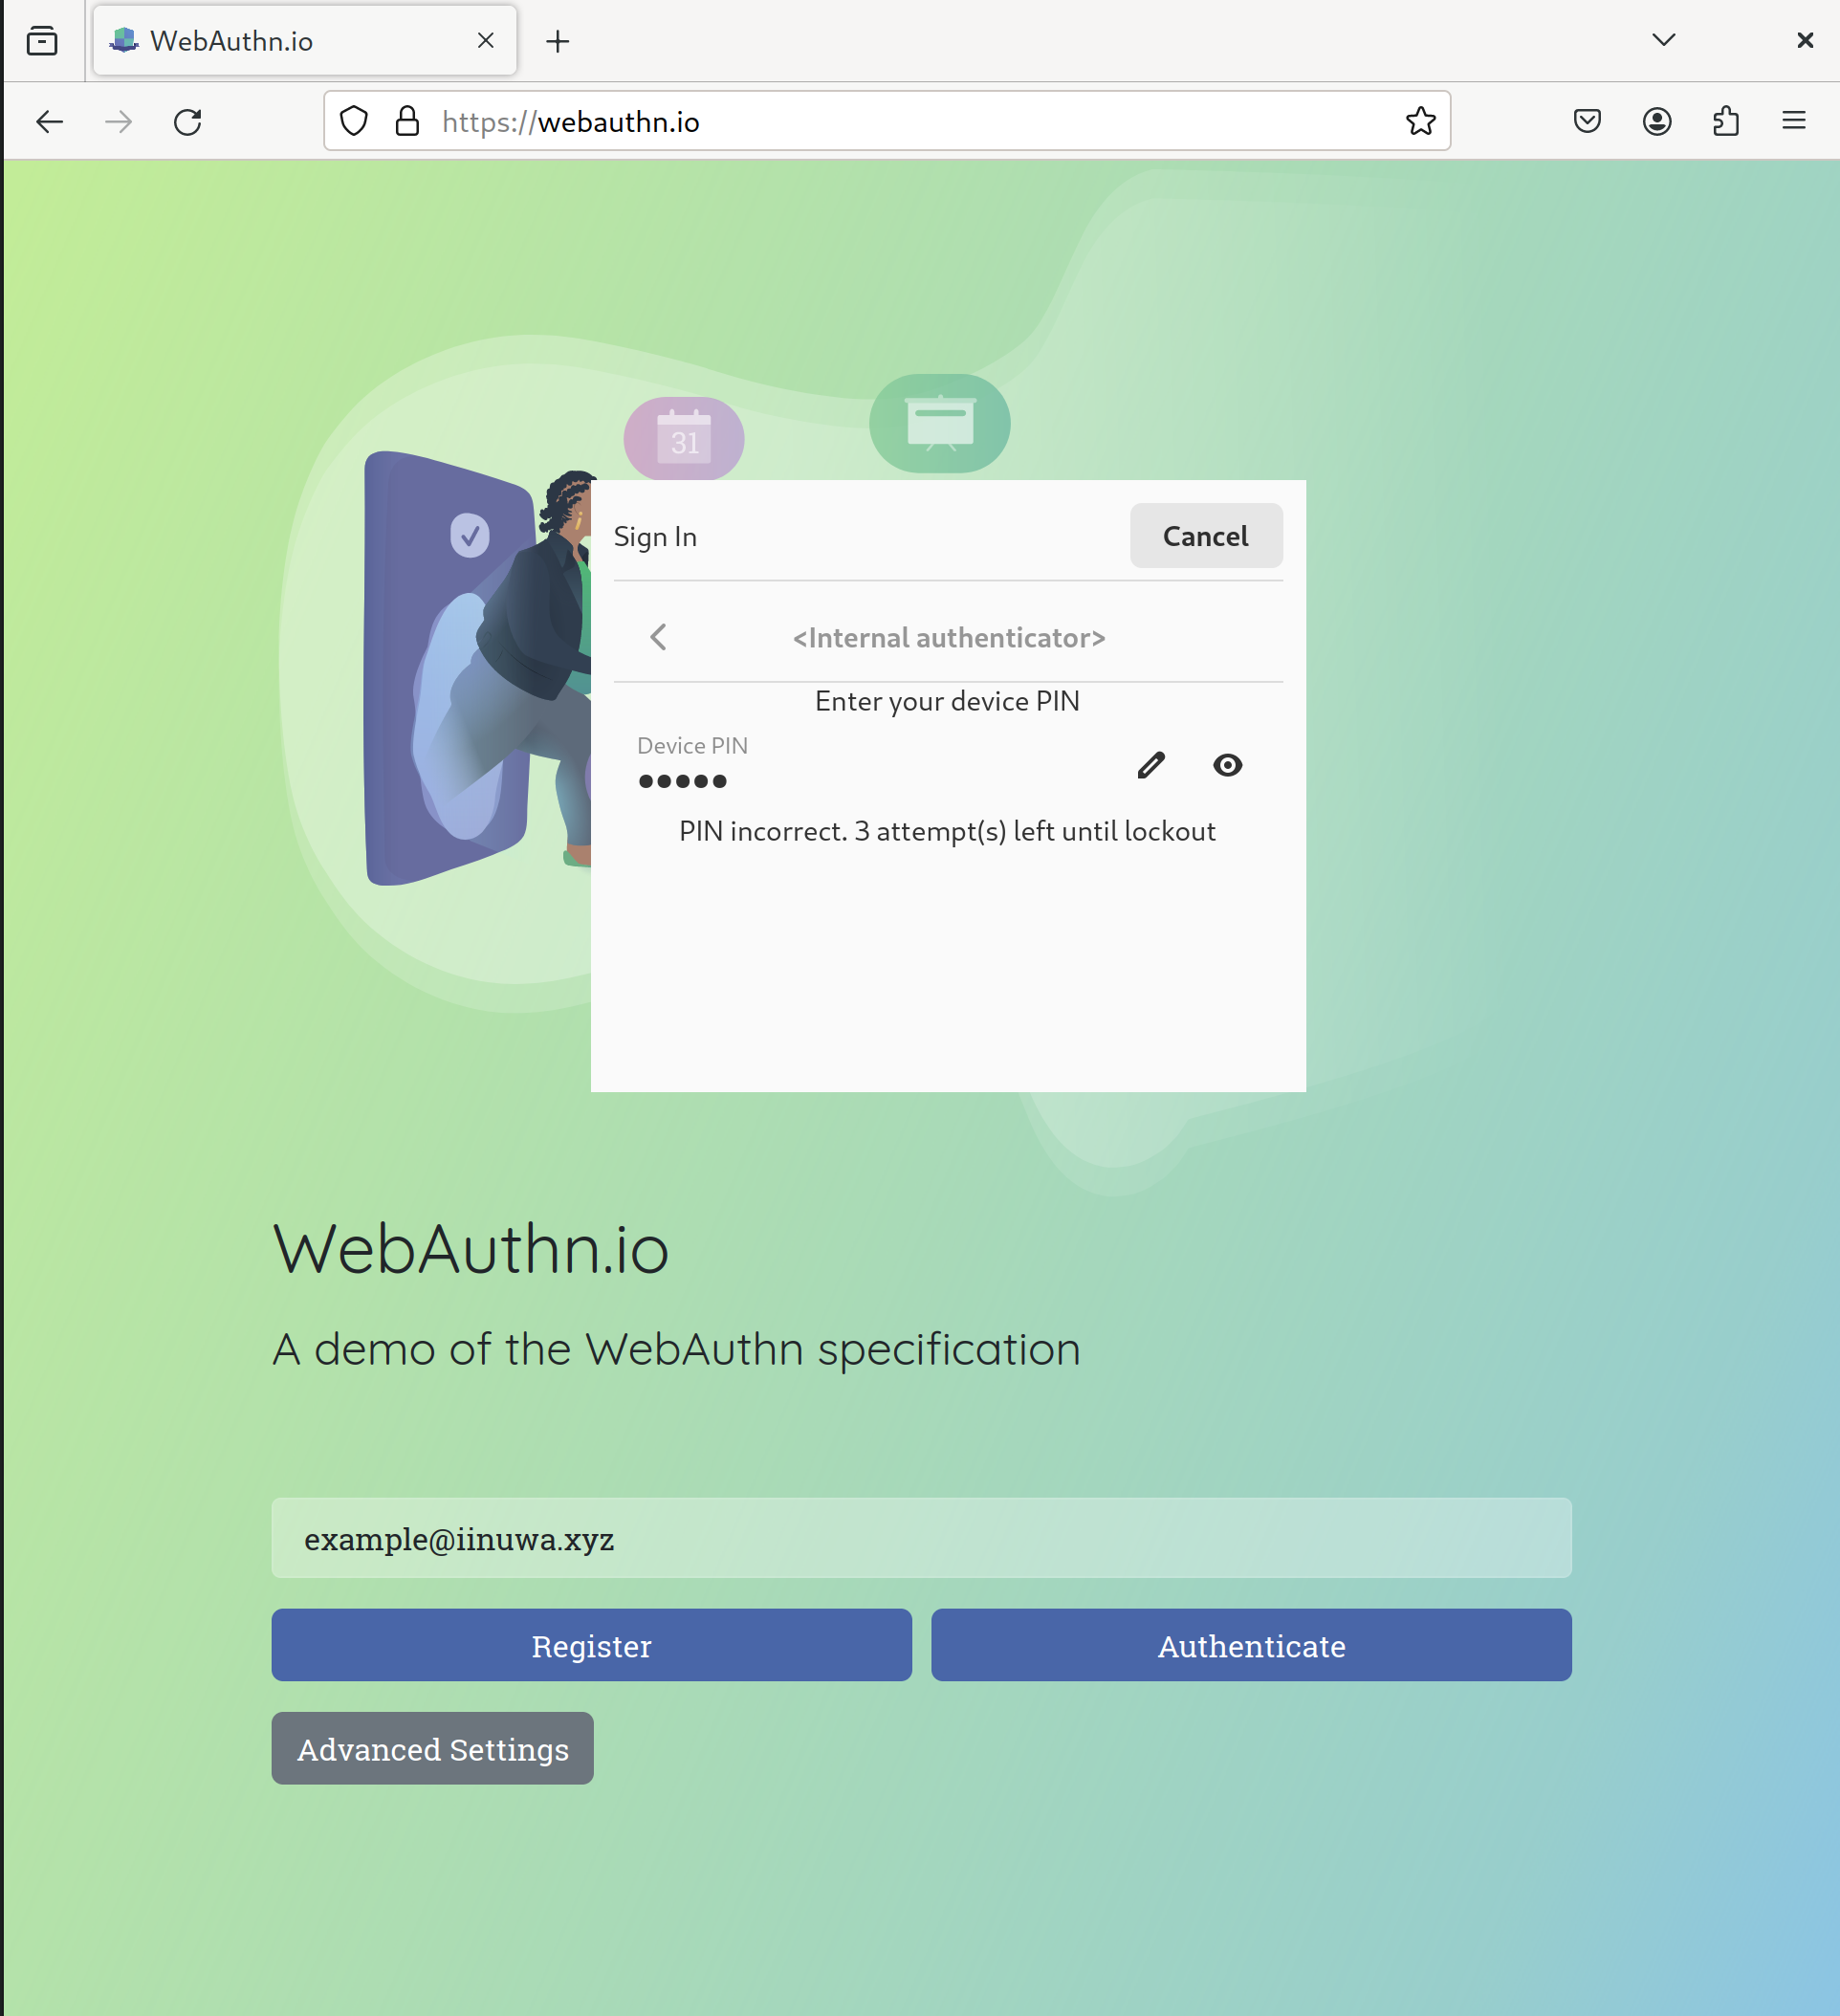 WebAuthn.io
https://webauthn.io
31
Sign In
Cancel
<Internal authenticator>
Enter your device PIN
Device PIN
●●●●●
PIN incorrect. 3 attempt(s) left until lockout
WebAuthn.io
A demo of the WebAuthn specification
example@iinuwa.xyz
Register
Authenticate
Advanced Settings